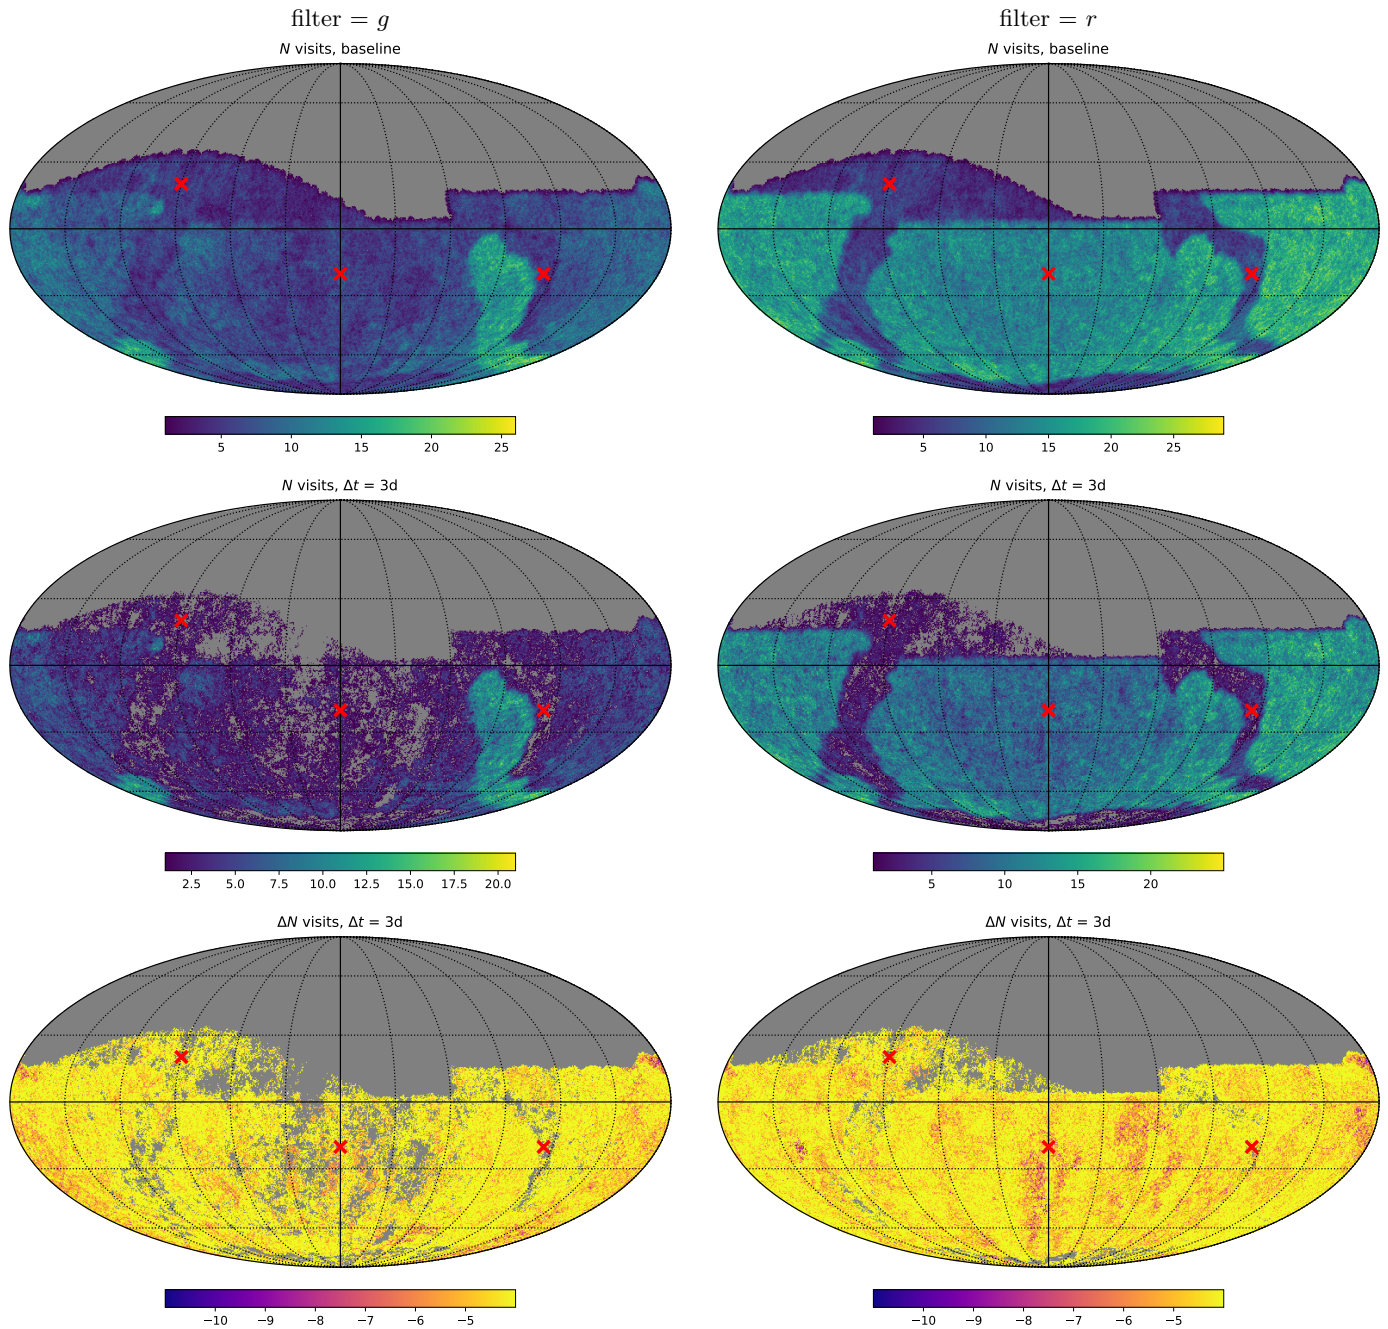 filter = g
filter = r
N visits, baseline
N visits, baseline
5 10 15 20 25
5 10 15 20 25
N visits, Δt = 3d
N visits, Δt = 3d
2.5 5.0 7.5 10.0 12.5 15.0 17.5 20.0
5 10 15 20
ΔN visits, Δt = 3d
ΔN visits, Δt = 3d
−10 −9 −8 −7 −6 −5
−10 −9 −8 −7 −6 −5